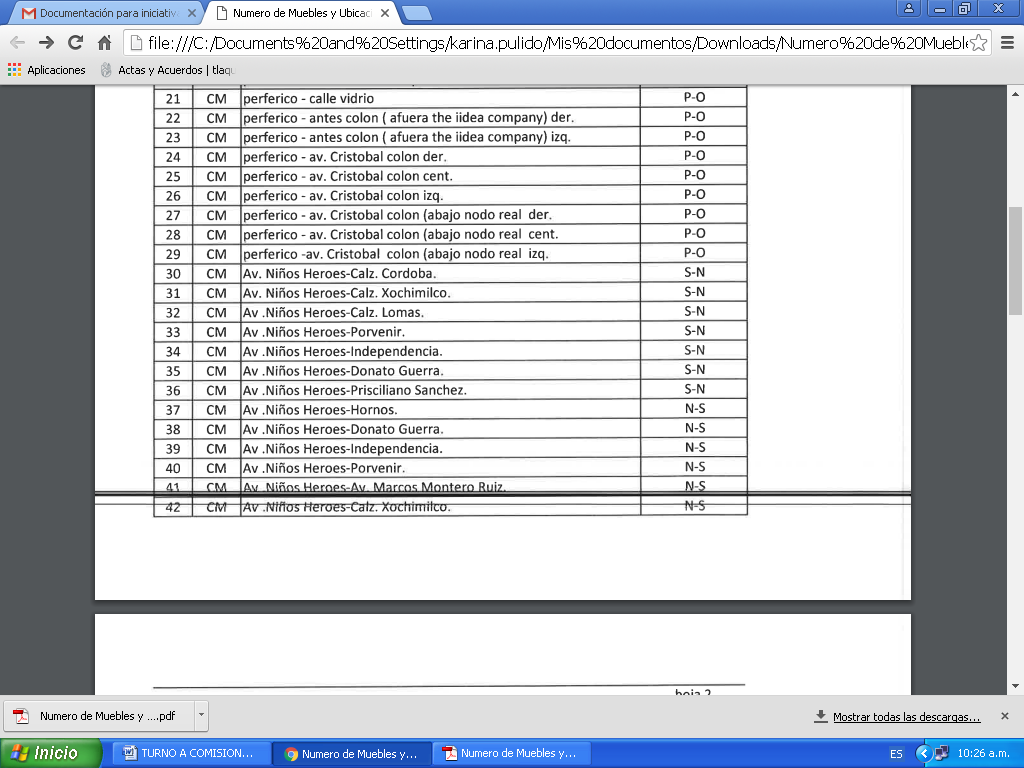 Documentación para iniciativ
Numero de Muebles y Ubica
file:///C:/Documents%20and%20Settings/karina.pulido/Mis%20documentos/Downloads/Numero%20de%20Mueble
Aplicaciones Actas y Acuerdos | tlaqu
21 CM perferico - calle vidrio P-O
22 CM perferico - antes colon ( afuera the iidea company) der. P-O
23 CM perferico - antes colon ( afuera the iidea company) izq. P-O
24 CM perferico - av. Cristobal colon der. P-O
25 CM perferico - av. Cristobal colon cent. P-O
26 CM perferico - av. Cristobal colon izq. P-O
27 CM perferico - av. Cristobal colon (abajo nodo real der. P-O
28 CM perferico - av. Cristobal colon (abajo nodo real cent. P-O
29 CM perferico -av. Cristobal colon (abajo nodo real izq. P-O
30 CM Av. Niños Heroes-Calz. Cordoba. S-N
31 CM Av. Niños Heroes-Calz. Xochimilco. S-N
32 CM Av .Niños Heroes-Calz. Lomas. S-N
33 CM Av .Niños Heroes-Porvenir. S-N
34 CM Av .Niños Heroes-Independencia. S-N
35 CM Av .Niños Heroes-Donato Guerra. S-N
36 CM Av .Niños Heroes-Prisciliano Sanchez. S-N
37 CM Av .Niños Heroes-Hornos. N-S
38 CM Av .Niños Heroes-Donato Guerra. N-S
39 CM Av .Niños Heroes-Independencia. N-S
40 CM Av .Niños Heroes-Porvenir. N-S
41 CM Av .Niños Heroes-Av. Marcos Montero Ruiz. N-S
42 CM Av .Niños Heroes-Calz. Xochimilco. N-S
hoja 2
Numero de Muebles y ....pdf Mostrar todas las descargas...
Inicio TURNO A COMISION... Numero de Muebles y... Numero de Muebles y... ES 10:26 a.m.